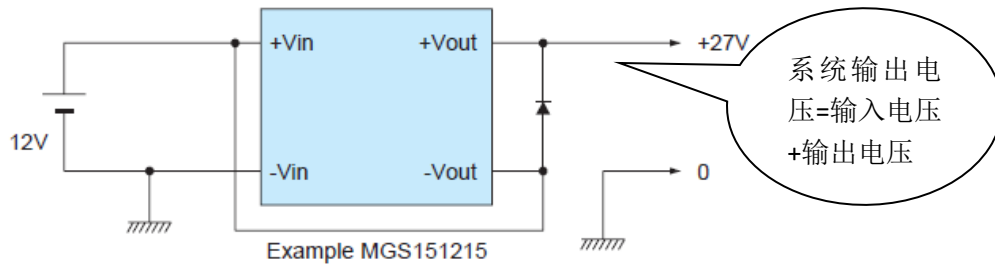 +Vin
+Vout
+27V
12V
-Vin
-Vout
0
Example MGS151215
系统输出电
压=输入电压
+输出电压